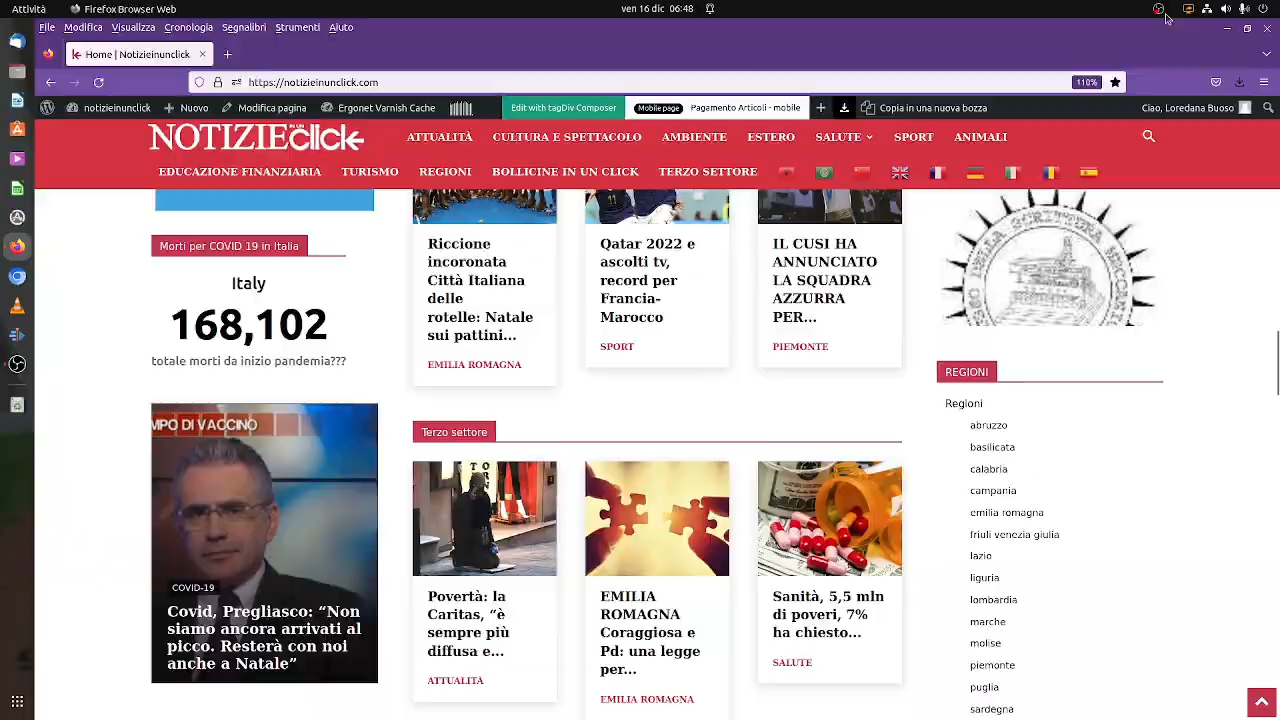 Attività
Firefox Browser Web
ven 16 dic 06:48
File Modifica Visualizza Cronologia Segnalibri Strumenti Aiuto
Home | Notizieinunclick
https://notizieinunclick.com
110%
notizieinunclick
Nuovo
Modifica pagina
Ergonet Varnish Cache
Edit with tagDiv Composer
Mobile page
Pagamento Articoli - mobile
Copia in una nuova bozza
Ciao, Loredana Bosso
NOTIZIE IN UN click
ATTUALITÀ CULTURA E SPETTACOLO AMBIENTE ESTERO SALUTE SPORT ANIMALI
EDUCAZIONE FINANZIARIA TURISMO REGIONI BOLLICINE IN UN CLICK TERZO SETTORE
Morti per COVID 19 in Italia
Italy
168,102
totale morti da inizio pandemia???
MPO DI VACCINO
COVID-19
Covid, Pregliasco: “Non
siamo ancora arrivati al
picco. Resterà con noi
anche a Natale”
Riccione
incoronata
Città Italiana
delle
rotelle: Natale
sui pattini...
EMILIA ROMAGNA
Qatar 2022 e
ascolti tv,
record per
Francia-
Marocco
SPORT
IL CUSI HA
ANNUNCIATO
LA SQUADRA
AZZURRA
PER...
PIEMONTE
Terzo settore
Povertà: la
Caritas, “è
sempre più
diffusa e...
ATTUALITÀ
EMILIA
ROMAGNA
Coraggiosa e
Pd: una legge
per...
EMILIA ROMAGNA
Sanità, 5,5 mln
di poveri, 7%
ha chiesto...
SALUTE
REGIONI
Regioni
abruzzo
basilicata
calabria
campania
emilia romagna
friuli venezia giulia
lazio
liguria
lombardia
marche
molise
piemonte
puglia
sardegna